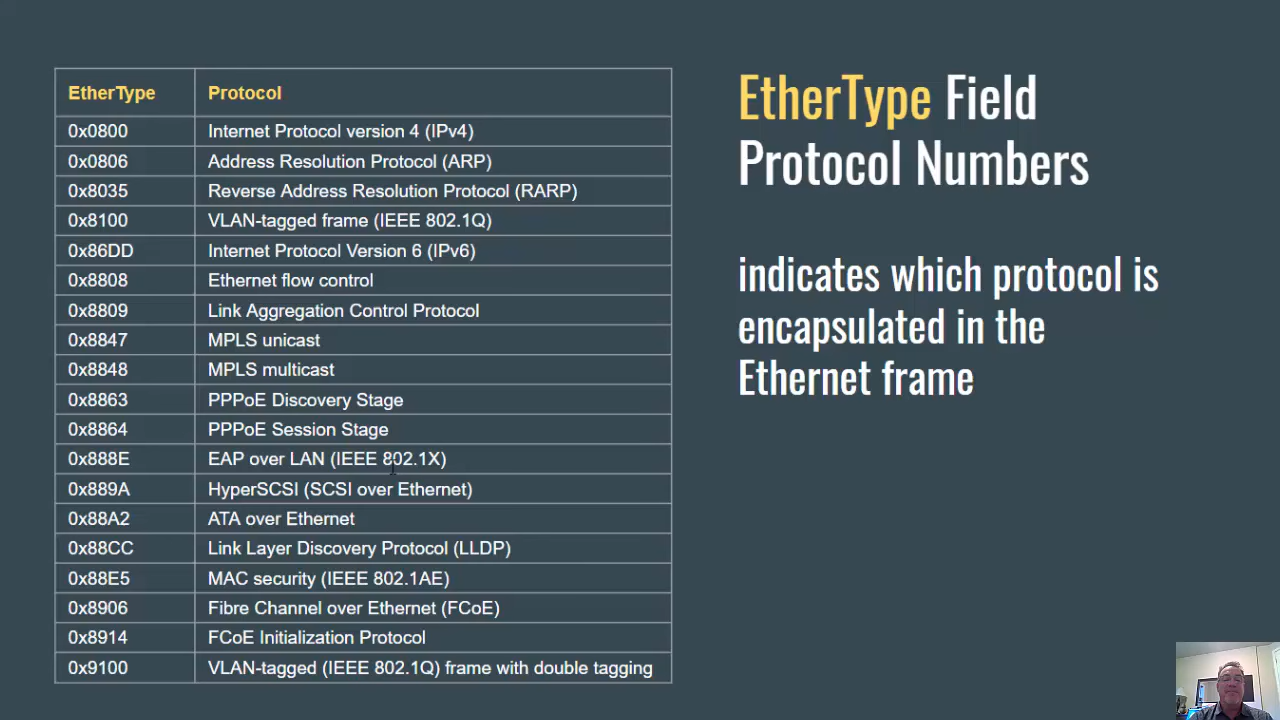 EtherType Protocol
0x0800 Internet Protocol version 4 (IPv4)
0x0806 Address Resolution Protocol (ARP)
0x8035 Reverse Address Resolution Protocol (RARP)
0x8100 VLAN-tagged frame (IEEE 802.1Q)
0x86DD Internet Protocol Version 6 (IPv6)
0x8808 Ethernet flow control
0x8809 Link Aggregation Control Protocol
0x8847 MPLS unicast
0x8848 MPLS multicast
0x8863 PPPoE Discovery Stage
0x8864 PPPoE Session Stage
0x888E EAP over LAN (IEEE 802.1X)
0x889A HyperSCSI (SCSI over Ethernet)
0x88A2 ATA over Ethernet
0x88CC Link Layer Discovery Protocol (LLDP)
0x88E5 MAC security (IEEE 802.1AE)
0x8906 Fibre Channel over Ethernet (FCoE)
0x8914 FCoE Initialization Protocol
0x9100 VLAN-tagged (IEEE 802.1Q) frame with double tagging
EtherType Field
Protocol Numbers
indicates which protocol is
encapsulated in the
Ethernet frame